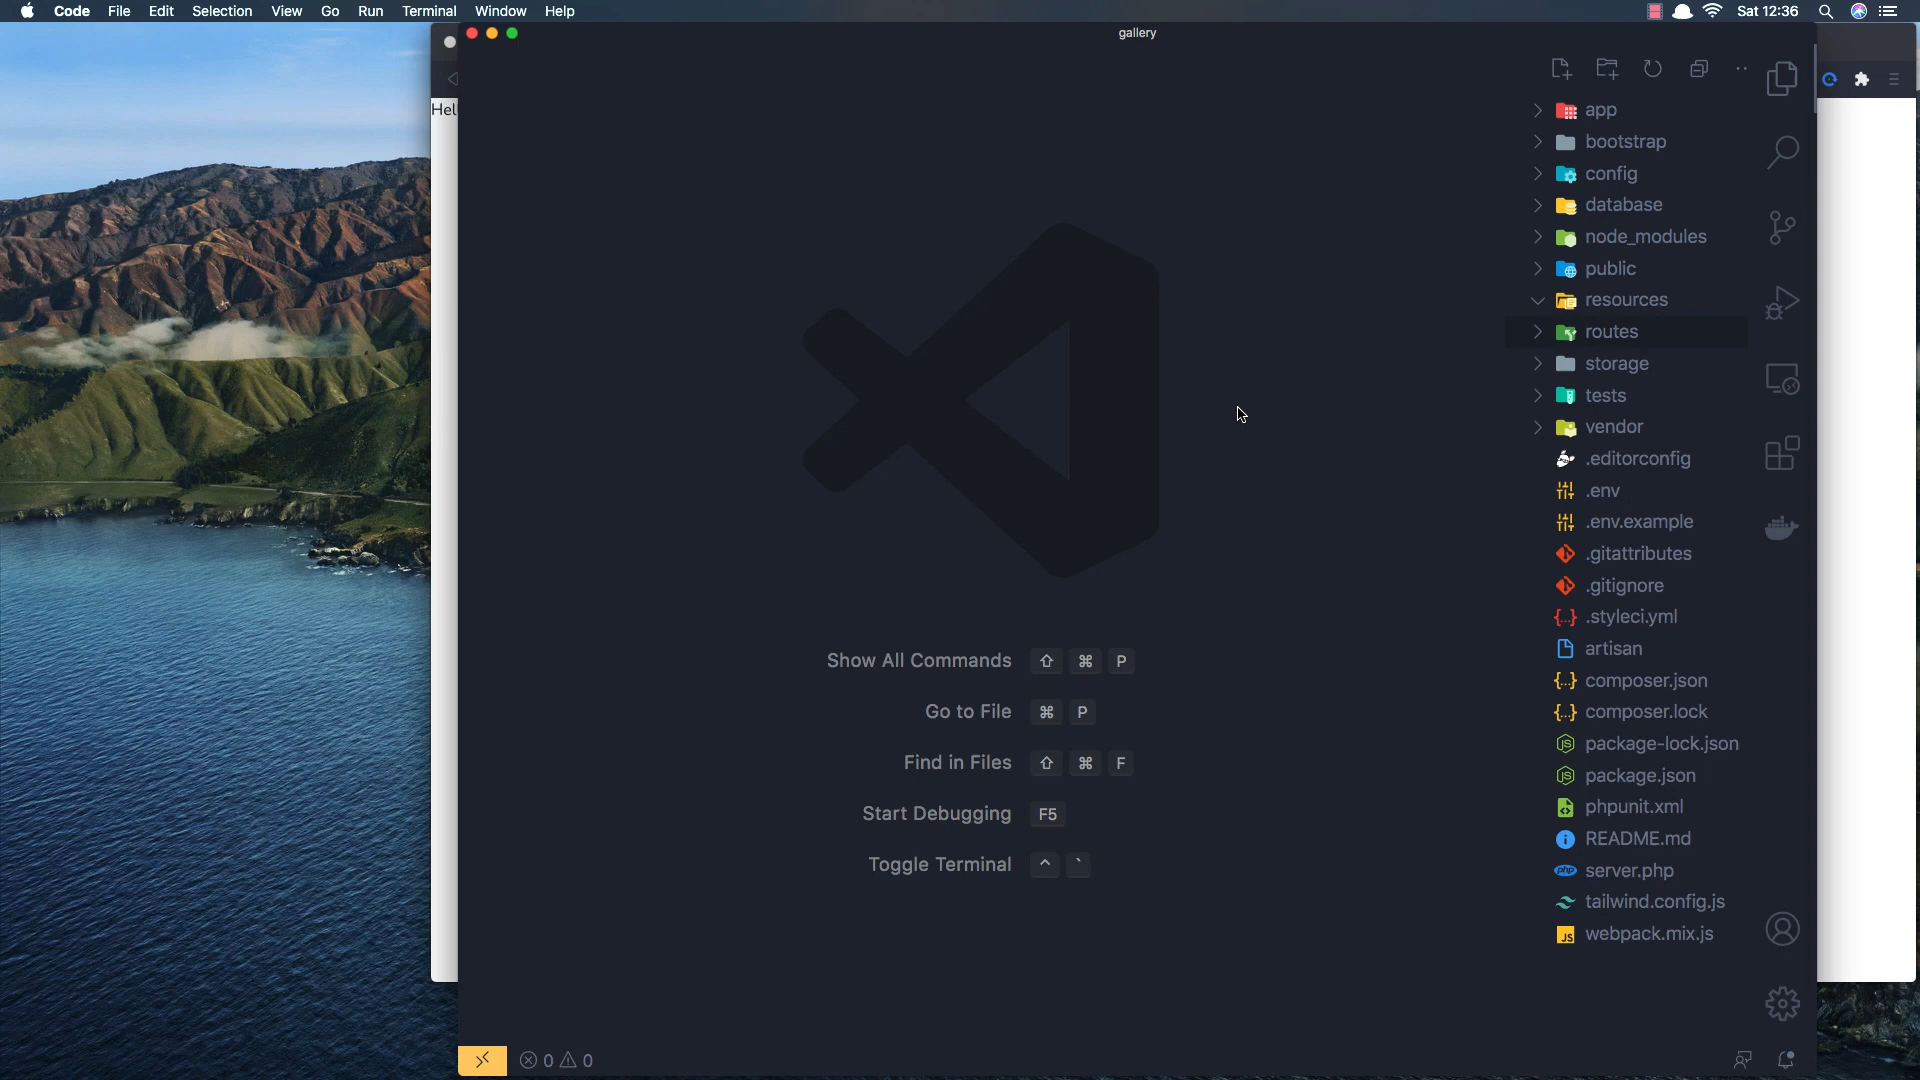 Code File Edit Selection View Go Run Terminal Window Help
Sat 12:36
gallery
Hel
app
bootstrap
config
database
node_modules
public
resources
routes
storage
tests
vendor
.editorconfig
.env
.env.example
.gitattributes
.gitignore
.styleci.yml
artisan
composer.json
composer.lock
package-lock.json
package.json
phpunit.xml
README.md
server.php
tailwind.config.js
webpack.mix.js
Show All Commands ⇧ ⌘ P
Go to File ⌘ P
Find in Files ⇧ ⌘ F
Start Debugging F5
Toggle Terminal ^ `
0 0